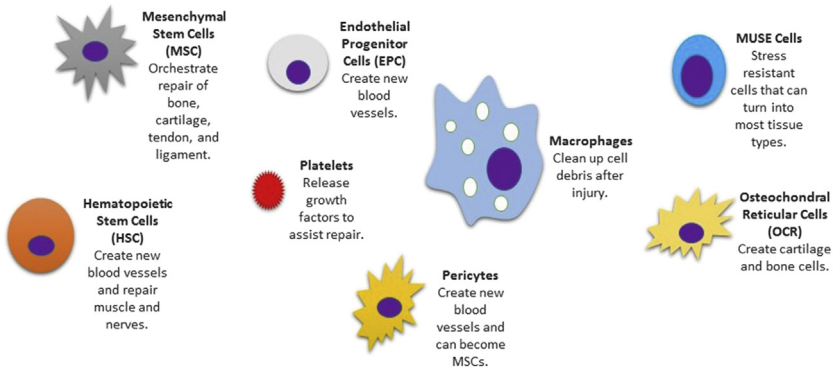 Mesenchymal
Stem Cells
(MSC)
Orchestrate
repair of
bone,
cartilage,
tendon, and
ligament.
Endothelial
Progenitor
Cells (EPC)
Create new
blood
vessels.
MUSE Cells
Stress
resistant
cells that can
turn into
most tissue
types.
Macrophages
Clean up cell
debris after
injury.
Platelets
Release
growth
factors to
assist repair.
Hematopoietic
Stem Cells
(HSC)
Create new
blood vessels
and repair
muscle and
nerves.
Osteochondral
Reticular Cells
(OCR)
Create cartilage
and bone cells.
Pericytes
Create new
blood
vessels and
can become
MSCs.